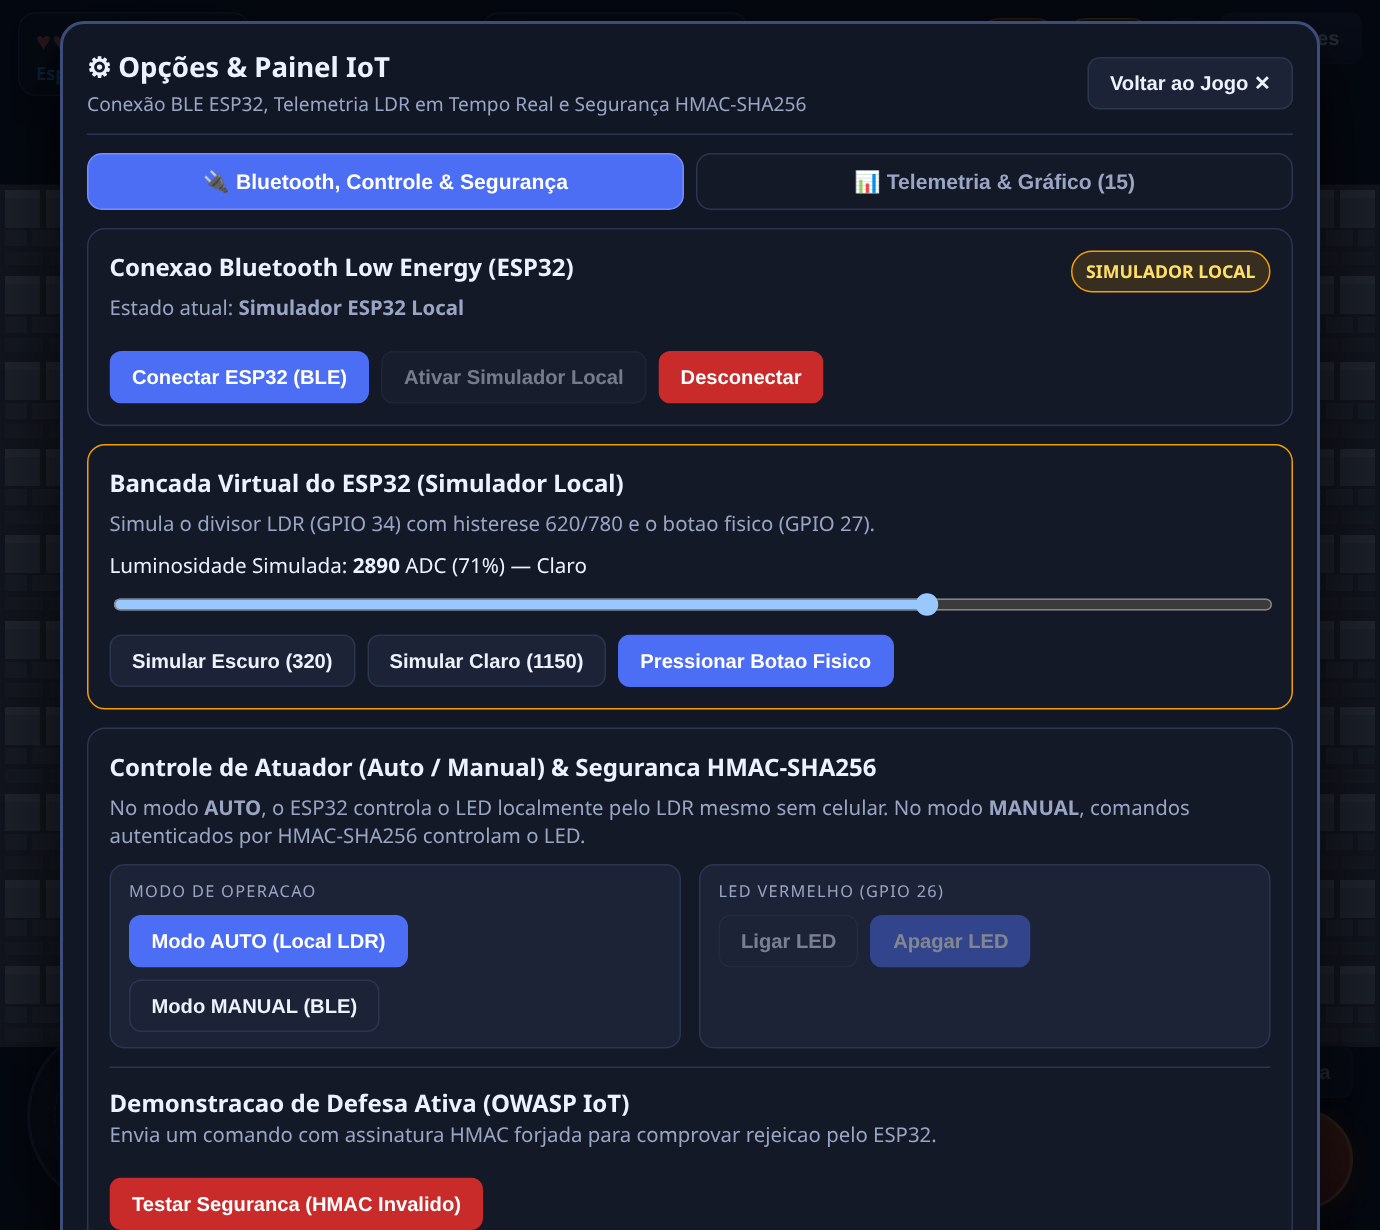 ⚙ Opções & Painel IoT
Conexão BLE ESP32, Telemetria LDR em Tempo Real e Segurança HMAC-SHA256
Voltar ao Jogo ✕
🔌 Bluetooth, Controle & Segurança
📊 Telemetria & Gráfico (15)
Conexao Bluetooth Low Energy (ESP32)
SIMULADOR LOCAL
Estado atual: Simulador ESP32 Local
Conectar ESP32 (BLE)
Ativar Simulador Local
Desconectar
Bancada Virtual do ESP32 (Simulador Local)
Simula o divisor LDR (GPIO 34) com histerese 620/780 e o botao fisico (GPIO 27).
Luminosidade Simulada: 2890 ADC (71%) — Claro
Simular Escuro (320)
Simular Claro (1150)
Pressionar Botao Fisico
Controle de Atuador (Auto / Manual) & Seguranca HMAC-SHA256
No modo AUTO, o ESP32 controla o LED localmente pelo LDR mesmo sem celular. No modo MANUAL, comandos
autenticados por HMAC-SHA256 controlam o LED.
MODO DE OPERACAO
Modo AUTO (Local LDR)
Modo MANUAL (BLE)
LED VERMELHO (GPIO 26)
Ligar LED
Apagar LED
Demonstracao de Defesa Ativa (OWASP IoT)
Envia um comando com assinatura HMAC forjada para comprovar rejeicao pelo ESP32.
Testar Seguranca (HMAC Invalido)